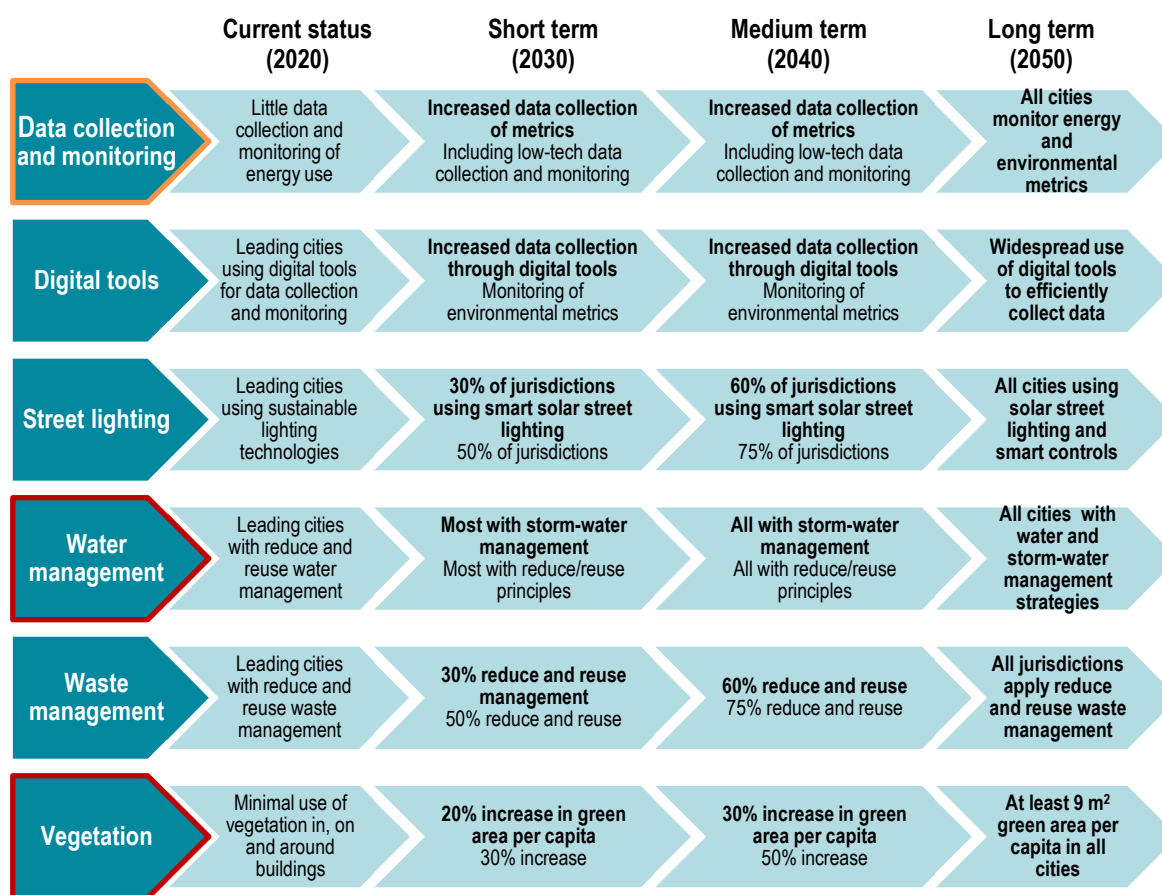 Current status
(2020)
Short term
(2030)
Medium term
(2040)
Long term
(2050)
Data collection
and monitoring
Little data
collection and
monitoring of
energy use
Increased data collection
of metrics
Including low-tech data
collection and monitoring
Increased data collection
of metrics
Including low-tech data
collection and monitoring
All cities
monitor energy
and
environmental
metrics
Digital tools
Leading cities
using digital tools
for data collection
and monitoring
Increased data collection
through digital tools
Monitoring of
environmental metrics
Increased data collection
through digital tools
Monitoring of
environmental metrics
Widespread use
of digital tools
to efficiently
collect data
Street lighting
Leading cities
using sustainable
lighting
technologies
30% of jurisdictions
using smart solar street
lighting
50% of jurisdictions
60% of jurisdictions
using smart solar street
lighting
75% of jurisdictions
All cities using
solar street
lighting and
smart controls
Water
management
Leading cities
with reduce and
reuse water
management
Most with storm-water
management
Most with reduce/reuse
principles
All with storm-water
management
All with reduce/reuse
principles
All cities with
water and
storm-water
management
strategies
Waste
management
Leading cities
with reduce and
reuse waste
management
30% reduce and reuse
management
50% reduce and reuse
60% reduce and reuse
75% reduce and reuse
All jurisdictions
apply reduce
and reuse waste
management
Vegetation
Minimal use of
vegetation in, on
and around
buildings
20% increase in green
area per capita
30% increase
30% increase in green
area per capita
50% increase
At least 9 m²
green area per
capita in all
cities